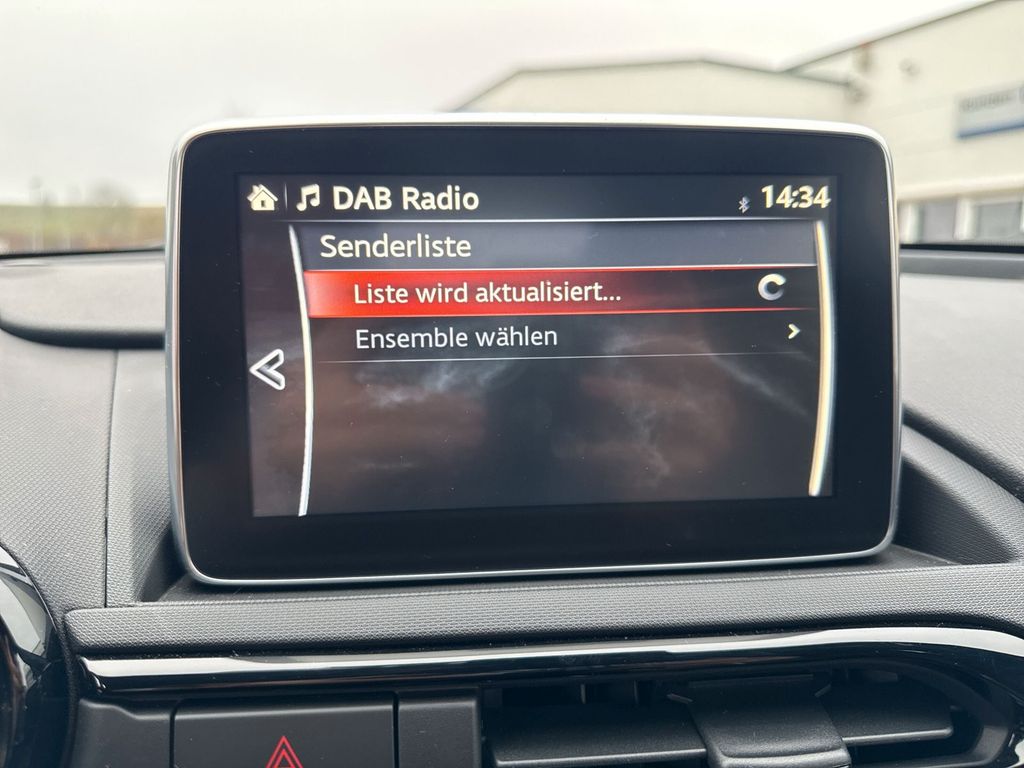 DAB Radio
14:34
Senderliste
Liste wird aktualisiert...
Ensemble wählen